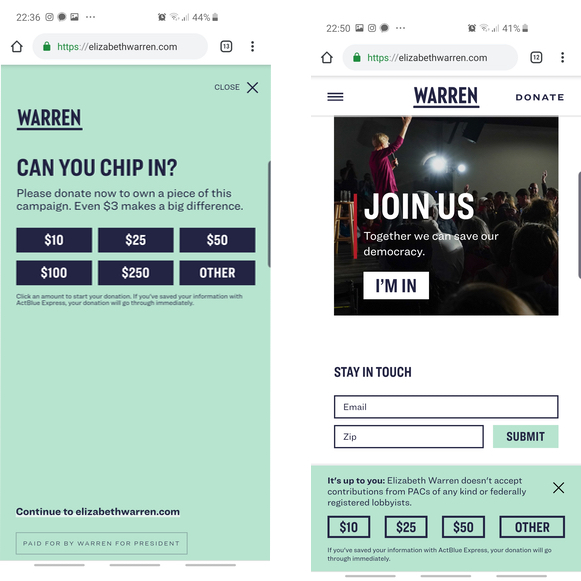 22:36
44%
https://elizabethwarren.com
13
CLOSE
WARREN
CAN YOU CHIP IN?
Please donate now to own a piece of this
campaign. Even $3 makes a big difference.
$10 $25 $50
$100 $250 OTHER
Click an amount to start your donation. If you've saved your information with
ActBlue Express, your donation will go through immediately.
Continue to elizabethwarren.com
PAID FOR BY WARREN FOR PRESIDENT
22:50
41%
https://elizabethwarren.com
12
WARREN
DONATE
JOIN US
Together we can save our
democracy.
I'M IN
STAY IN TOUCH
Email
Zip
SUBMIT
It's up to you: Elizabeth Warren doesn't accept
contributions from PACs of any kind or federally
registered lobbyists.
$10 $25 $50 OTHER
If you've saved your information with ActBlue Express, your donation will go
through immediately.